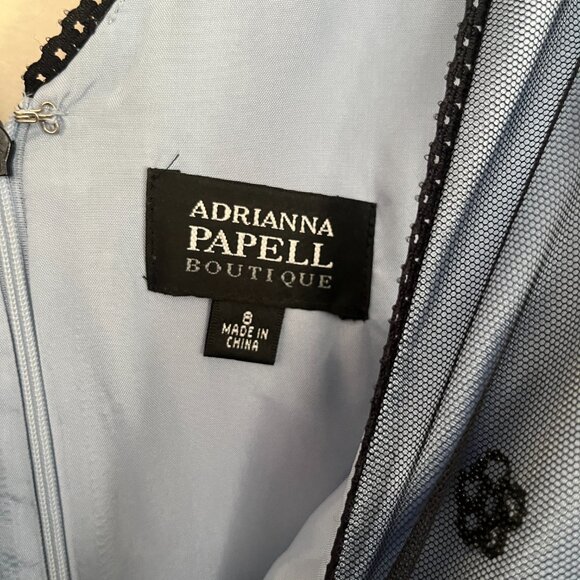 ADRIANNA
PAPELL
BOUTIQUE
8
MADE IN
CHINA